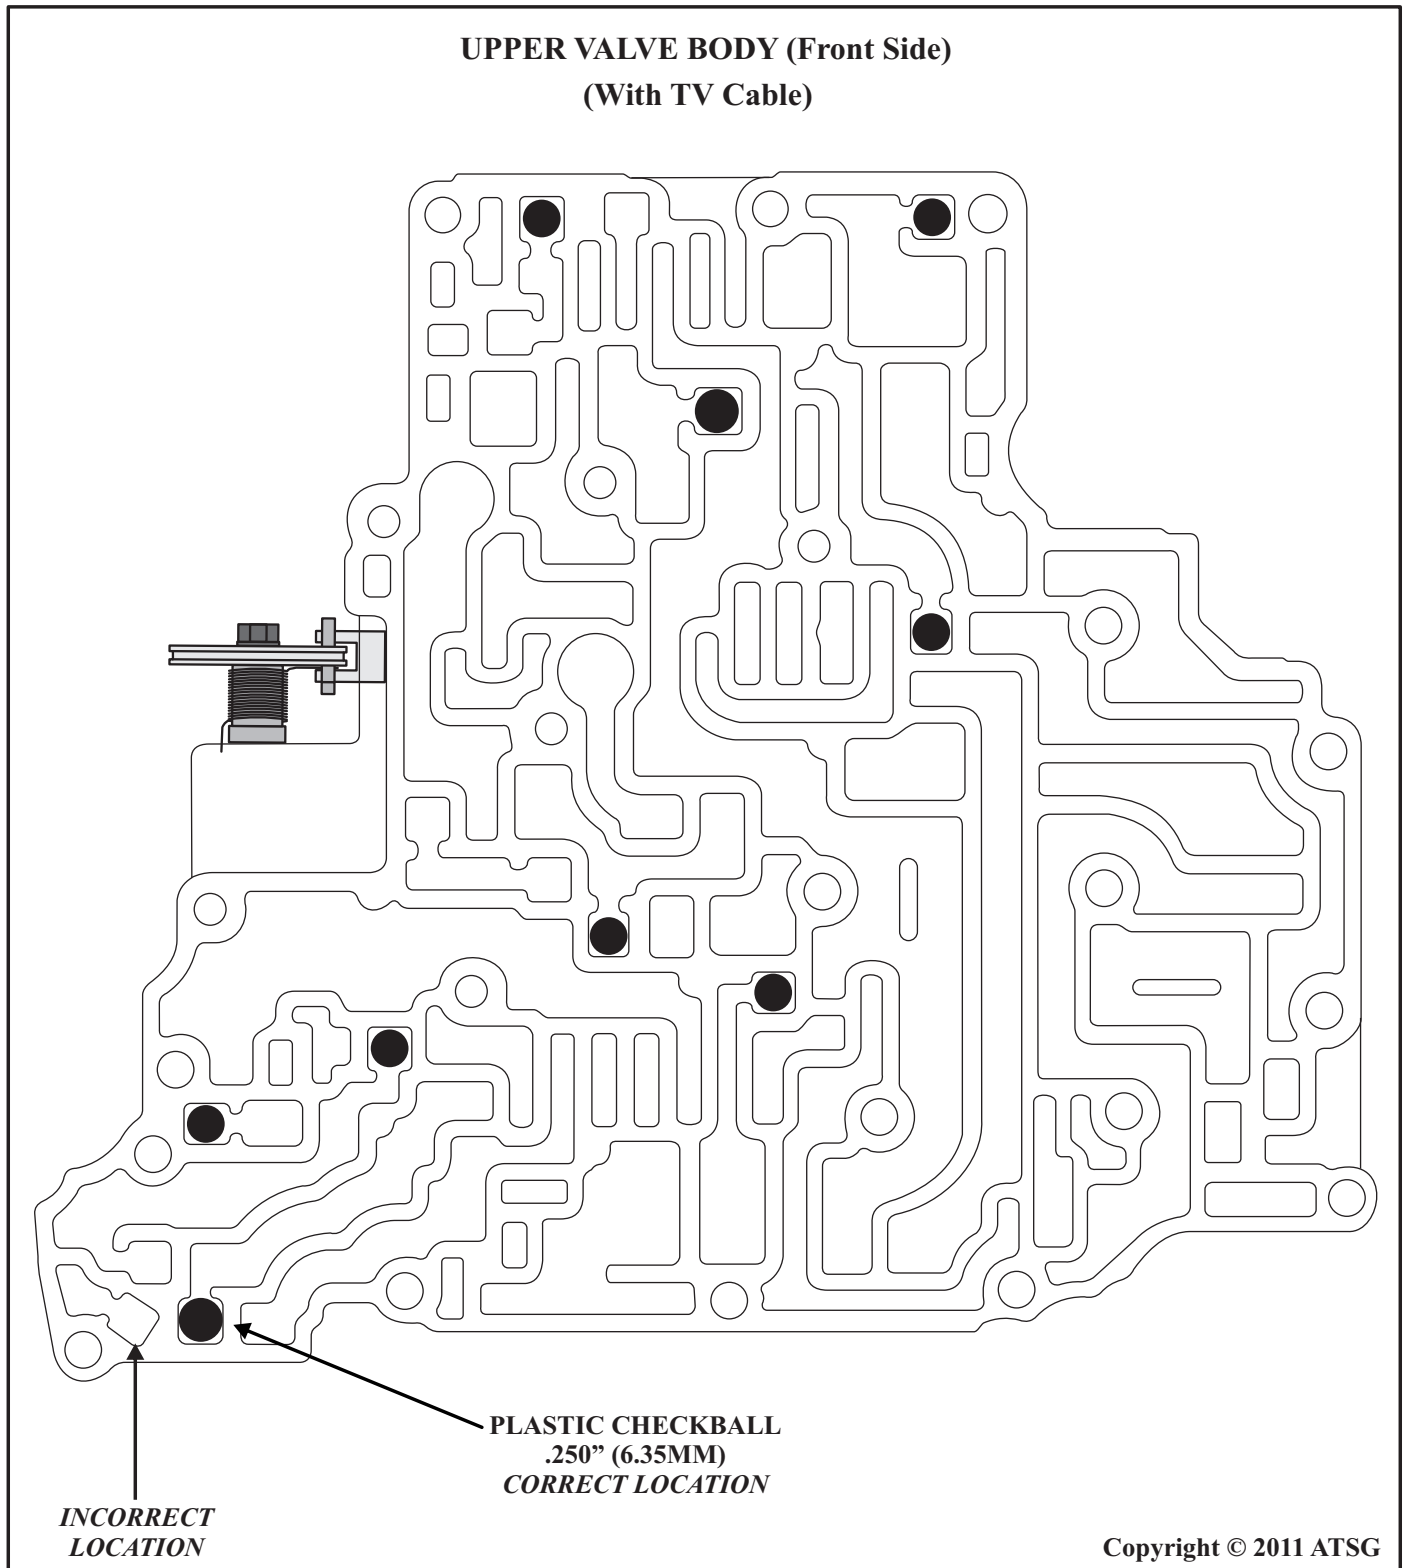 UPPER VALVE BODY (Front Side)
(With TV Cable)
PLASTIC CHECKBALL
.250” (6.35MM)
CORRECT LOCATION
INCORRECT
LOCATION
Copyright © 2011 ATSG